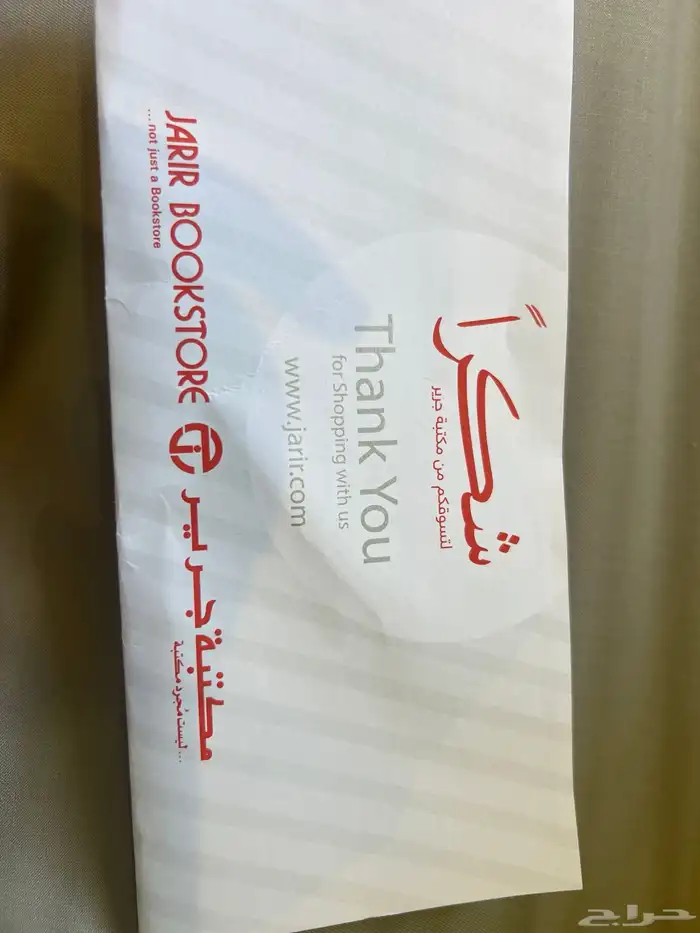 شكراً
لتسوقكم من مكتبة جرير
Thank You
for Shopping with us
www.jarir.com
JARIR BOOKSTORE مكتبة جرير
...not just a Bookstore
...ليست مُجرد مكتبة
حراج